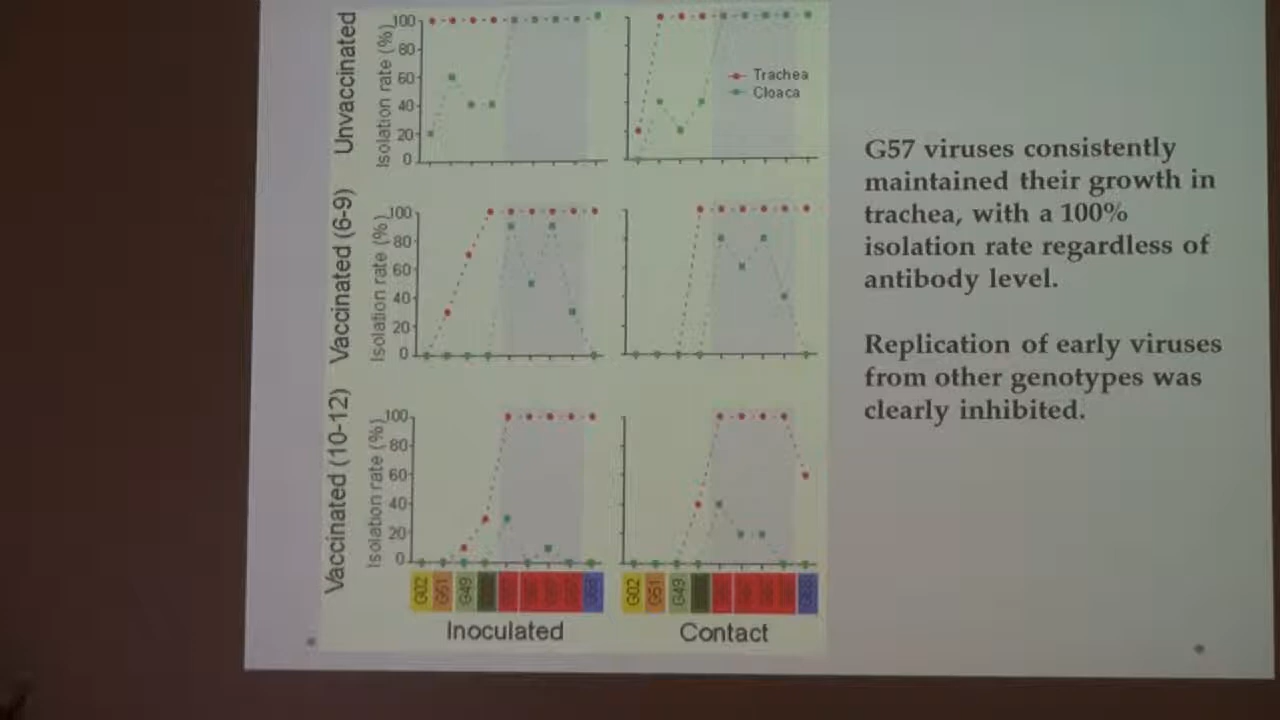 Unvaccinated
Isolation rate (%)
100
80
60
40
20
0
Trachea
Cloaca
Vaccinated (6-9)
Isolation rate (%)
100
80
60
40
20
0
Vaccinated (10-12)
Isolation rate (%)
100
80
60
40
20
0
G02
G51
G49
G02
G51
G49
Inoculated
Contact
G57 viruses consistently
maintained their growth in
trachea, with a 100%
isolation rate regardless of
antibody level.
Replication of early viruses
from other genotypes was
clearly inhibited.